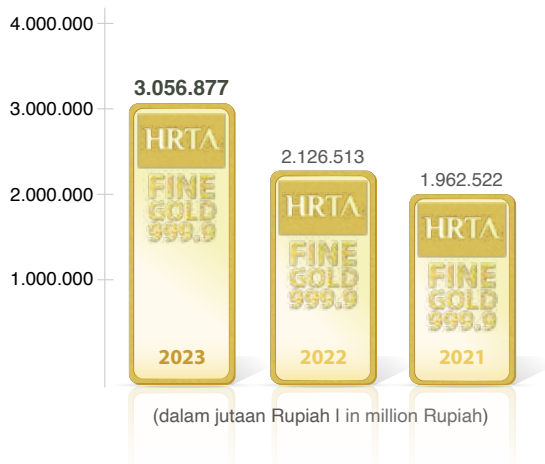 4.000.000
3.000.000
2.000.000
1.000.000
3.056.877
HRTA
FINE
GOLD
999.9
2023
2.126.513
HRTA
FINE
GOLD
999.9
2022
1.962.522
HRTA
FINE
GOLD
999.9
2021
(dalam jutaan Rupiah I in million Rupiah)